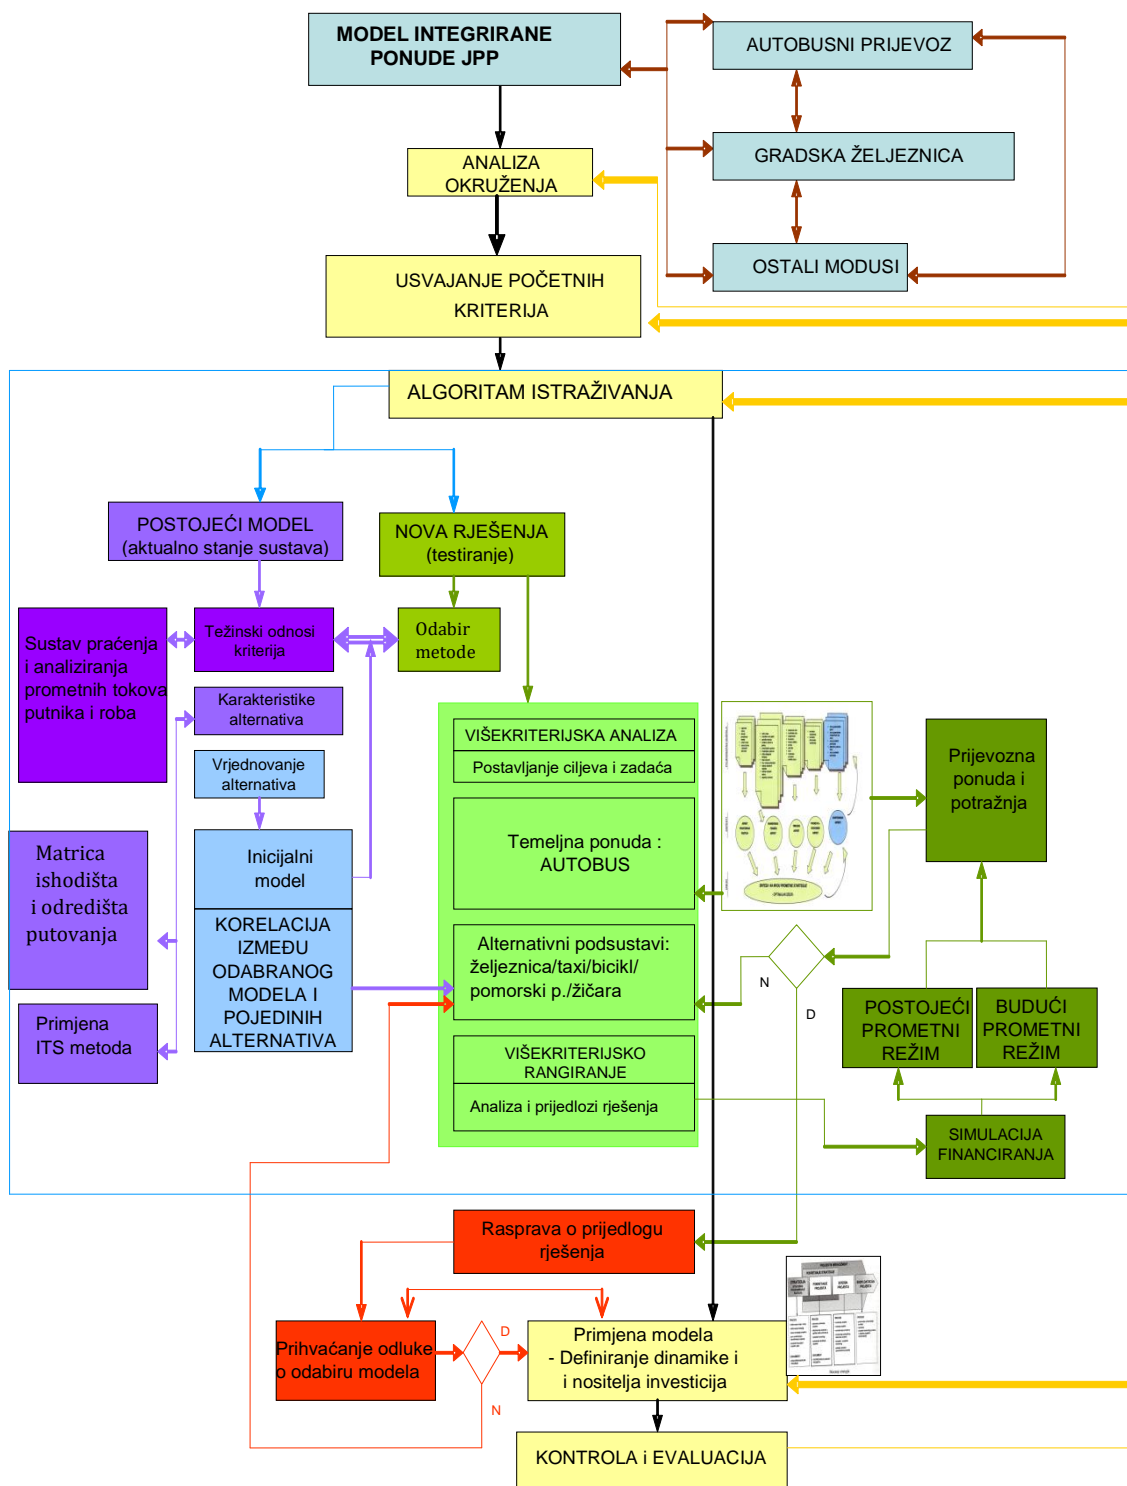 MODEL INTEGRIRANE
PONUDE JPP
AUTOBUSNI PRIJEVOZ
GRADSKA ŽELJEZNICA
OSTALI MODUSI
ANALIZA
OKRUŽENJA
USVAJANJE POČETNIH
KRITERIJA
ALGORITAM ISTRAŽIVANJA
POSTOJEĆI MODEL
(aktualno stanje sustava)
NOVA RJEŠENJA
(testiranje)
Sustav praćenja
i analiziranja
prometnih tokova
putnika i roba
Težinski odnosi
kriterija
Odabir
metode
Karakteristike
alternativa
Vrjednovanje
alternativa
Matrica
ishodišta
i odredišta
putovanja
Inicijalni
model
KORELACIJA
IZMEĐU
ODABRANOG
MODELA I
POJEDINIH
ALTERNATIVA
Primjena
ITS metoda
VIŠEKRITERIJSKA ANALIZA
Postavljanje ciljeva i zadaća
Temeljna ponuda :
AUTOBUS
Alternativni podsustavi:
željeznica/taxi/bicikl/
pomorski p./žičara
VIŠEKRITERIJSKO
RANGIRANJE
Analiza i prijedlozi rješenja
Prijevozna
ponuda i
potražnja
N
D
POSTOJEĆI
PROMETNI
REŽIM
BUDUĆI
PROMETNI
REŽIM
SIMULACIJA
FINANCIRANJA
Rasprava o prijedlogu
rješenja
Prihvaćanje odluke
o odabiru modela
D
N
Primjena modela
- Definiranje dinamike i
i nositelja investicija
KONTROLA i EVALUACIJA